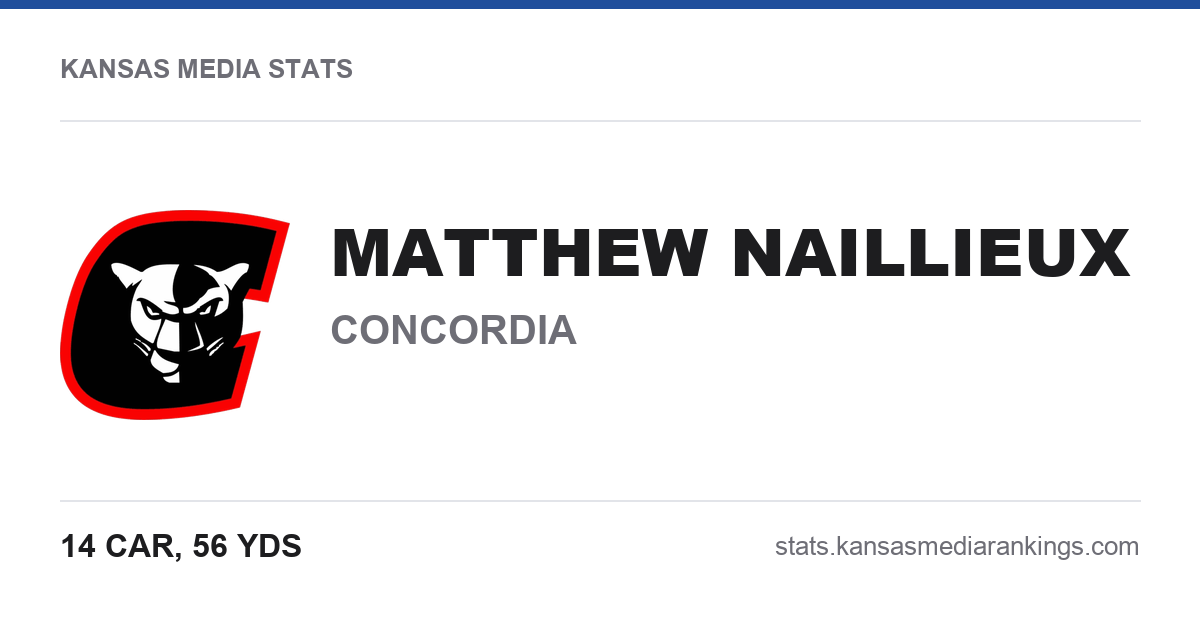 KANSAS MEDIA STATS
MATTHEW NAILLIEUX
CONCORDIA
14 CAR, 56 YDS
stats.kansasmediarankings.com